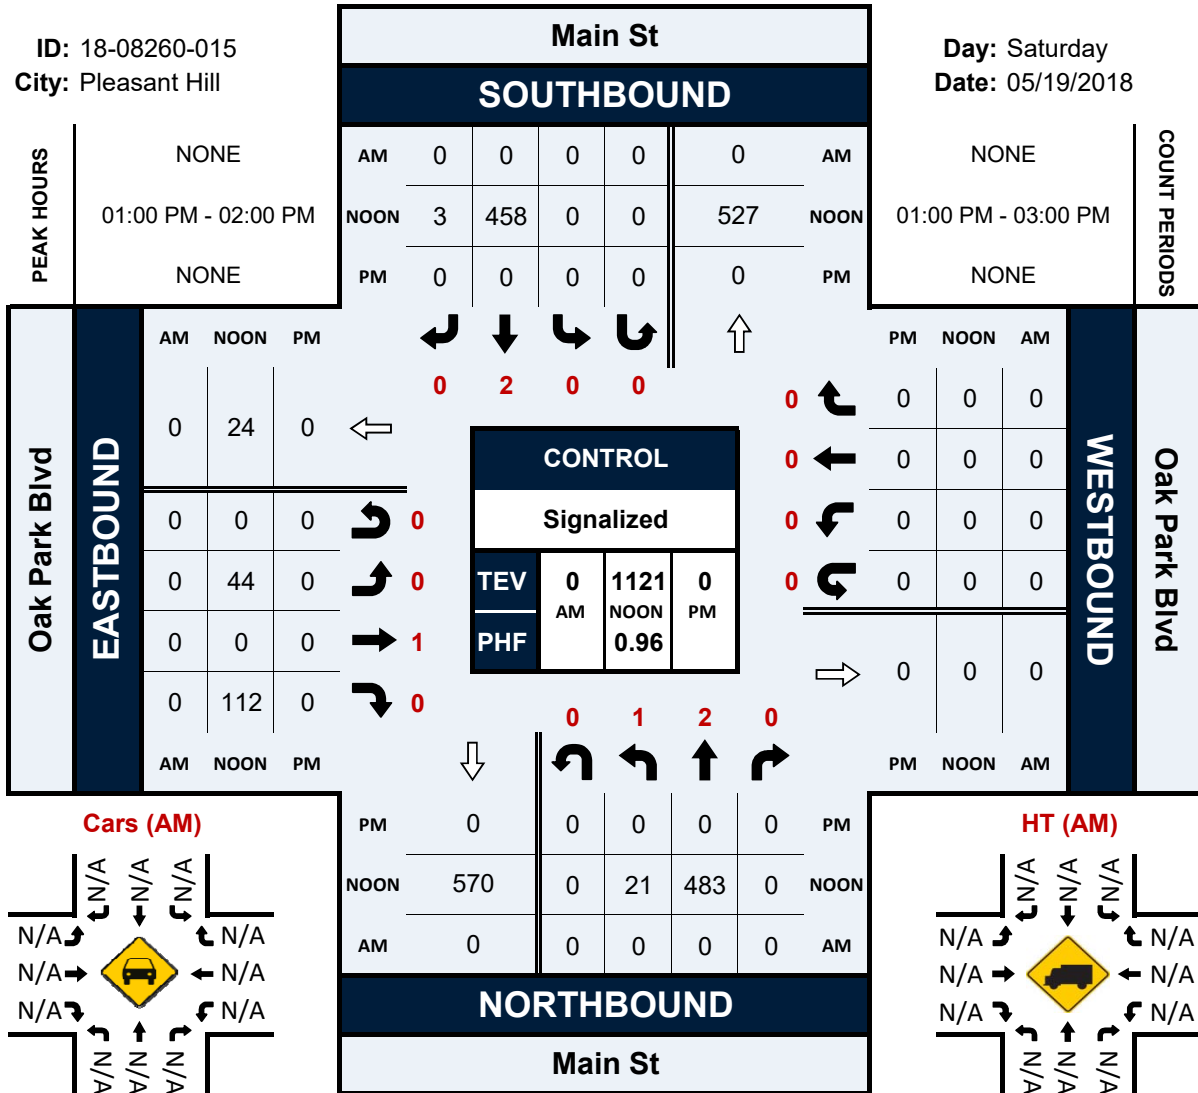 Main St
ID: 18-08260-015
Day: Saturday
City: Pleasant Hill
Date: 05/19/2018
SOUTHBOUND
PEAK HOURS
NONE
AM 0 0 0 0 0 AM
NONE
COUNT PERIODS
01:00 PM - 02:00 PM
NOON 3 458 0 0 527 NOON
01:00 PM - 03:00 PM
NONE
PM 0 0 0 0 0 PM
NONE
AM NOON PM
PM NOON AM
0 2 0 0
Oak Park Blvd
EASTBOUND
0 24 0
0 0 0 0
0 44 0 0
0 0 0 1
0 112 0 0
AM NOON PM
CONTROL
Signalized
TEV 0 1121 0
AM NOON PM
PHF 0.96
0 0 0 0
0 0 0 0
0 0 0 0
0 0 0 0
0 0 0
PM NOON AM
WESTBOUND
Oak Park Blvd
0 1 2 0
PM 0 0 0 0 0 PM
NOON 570 0 21 483 0 NOON
AM 0 0 0 0 0 AM
NORTHBOUND
Main St
Cars (AM)
N/A N/A N/A
N/A N/A
N/A N/A
N/A N/A
N/A N/A N/A
HT (AM)
N/A N/A N/A
N/A N/A
N/A N/A
N/A N/A
N/A N/A N/A